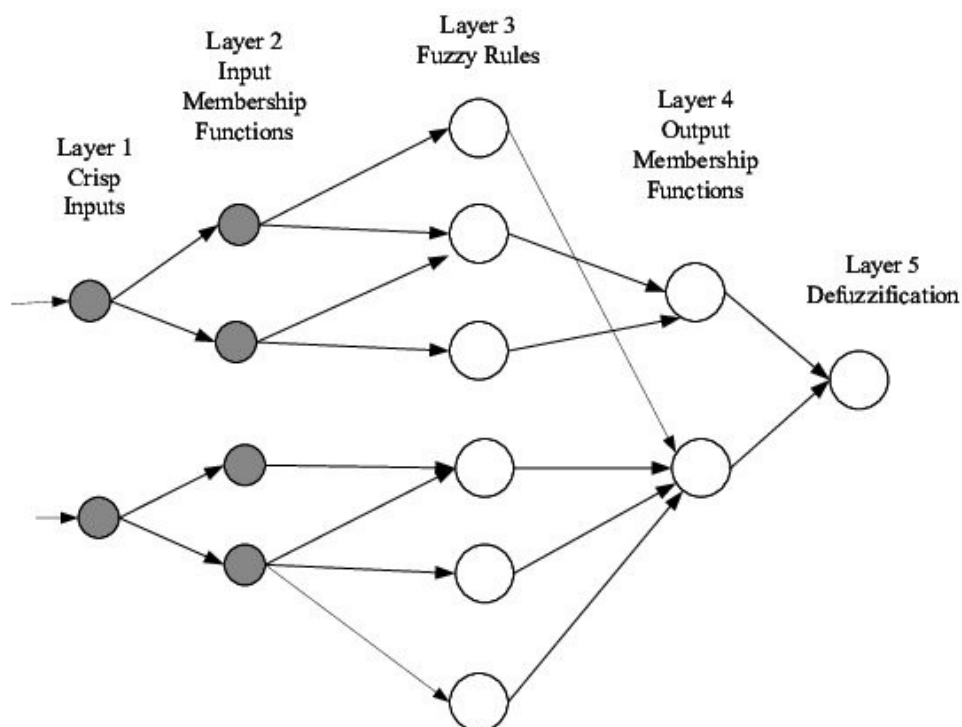 Layer 1
Crisp
Inputs
Layer 2
Input
Membership
Functions
Layer 3
Fuzzy Rules
Layer 4
Output
Membership
Functions
Layer 5
Defuzzification